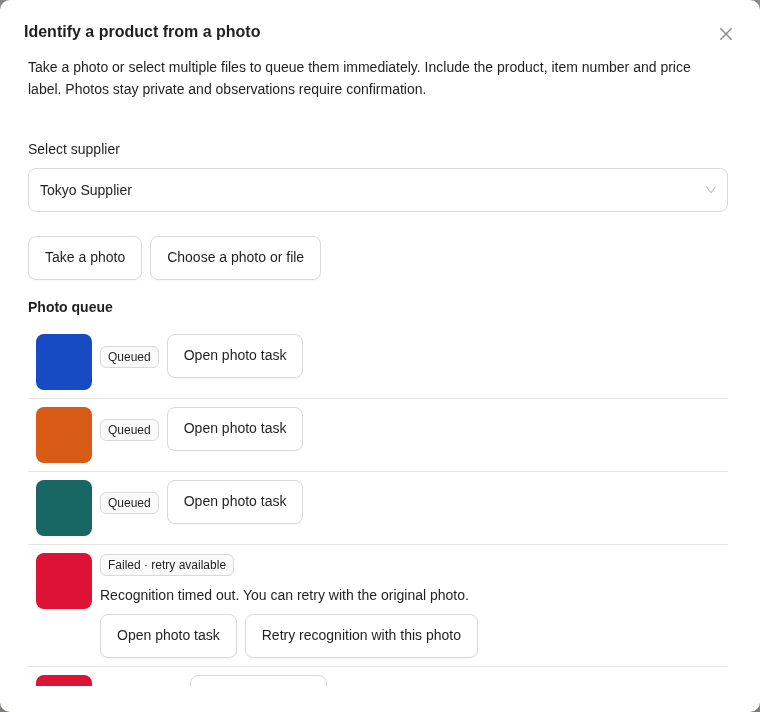 Identify a product from a photo
Take a photo or select multiple files to queue them immediately. Include the product, item number and price
label. Photos stay private and observations require confirmation.
Select supplier
Tokyo Supplier
Take a photo
Choose a photo or file
Photo queue
Queued
Open photo task
Queued
Open photo task
Queued
Open photo task
Failed · retry available
Recognition timed out. You can retry with the original photo.
Open photo task
Retry recognition with this photo